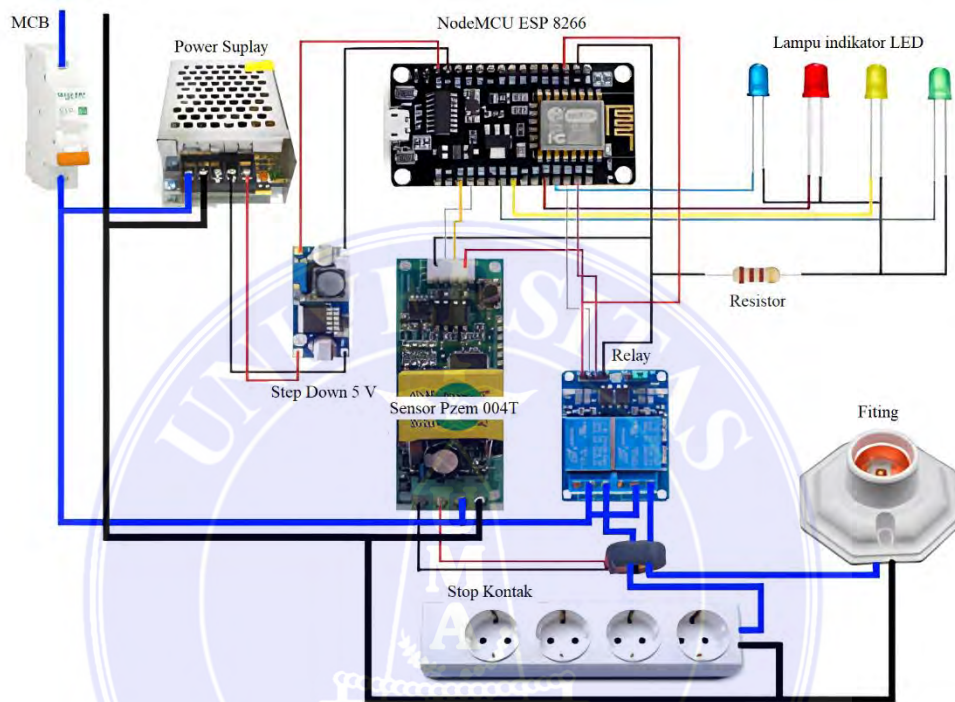 MCB
Power Suplay
NodeMCU ESP 8266
Lampu indikator LED
Resistor
Step Down 5 V
Relay
Sensor Pzem 004T
Fiting
Stop Kontak
UNIVERSITAS
M
A